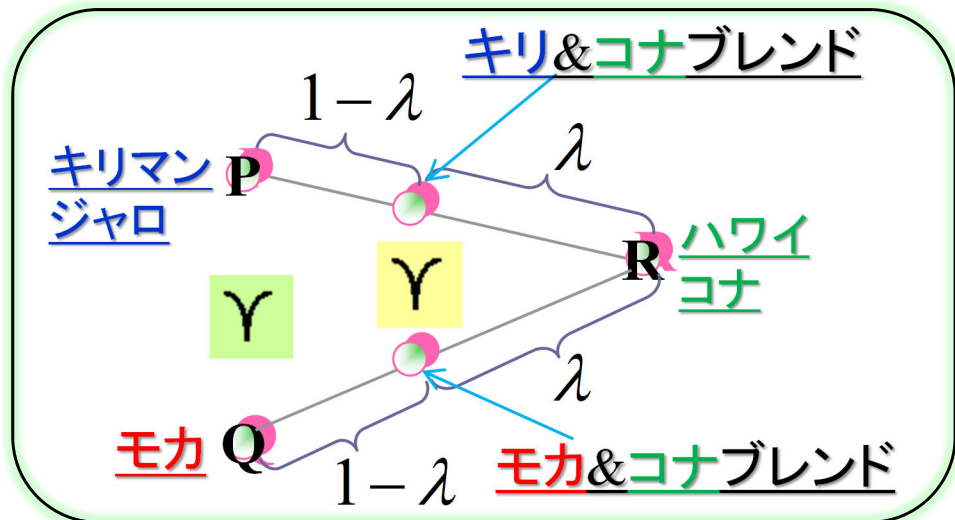 キリ&コナブレンド
1 − λ
λ
キリマン
ジャロ
P
ハワイ
コナ
R
Υ
Υ
λ
モカ
Q
1 − λ
モカ&コナブレンド